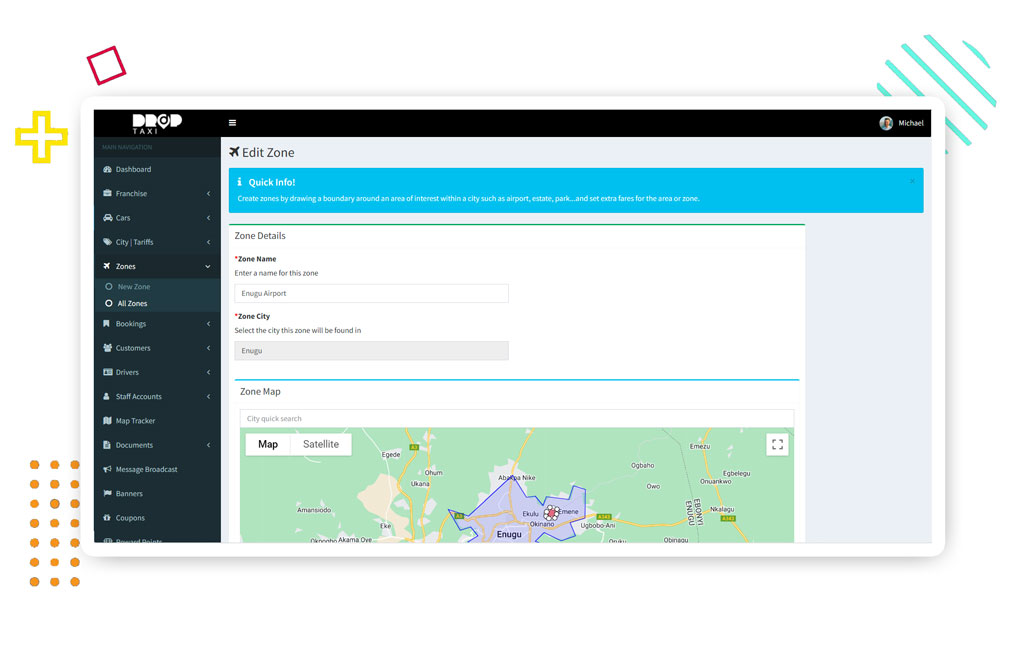 DROP
TAXI
Michael
MAIN NAVIGATION
Dashboard
Franchise
Cars
City | Tariffs
Zones
New Zone
All Zones
Bookings
Customers
Drivers
Staff Accounts
Map Tracker
Documents
Message Broadcast
Banners
Coupons
Reward Points
Edit Zone
Quick Info!
Create zones by drawing a boundary around an area of interest within a city such as airport, estate, park...and set extra fares for the area or zone.
Zone Details
*Zone Name
Enter a name for this zone
Enugu Airport
*Zone City
Select the city this zone will be found in
Enugu
Zone Map
City quick search
Map Satellite
Egede
A3
Emezu
Ohum
Ukana
Abakpa Nike
Ogbaho
Egbelegu
Onuankwo
Owo
Amansiodo
Eke
Ekulu
Emene
Okinano
Ugbobo-Ani
A343
Nkalagu
A343
ENUGU
EBONYI
Enugu
Akama Oye
Obinagu